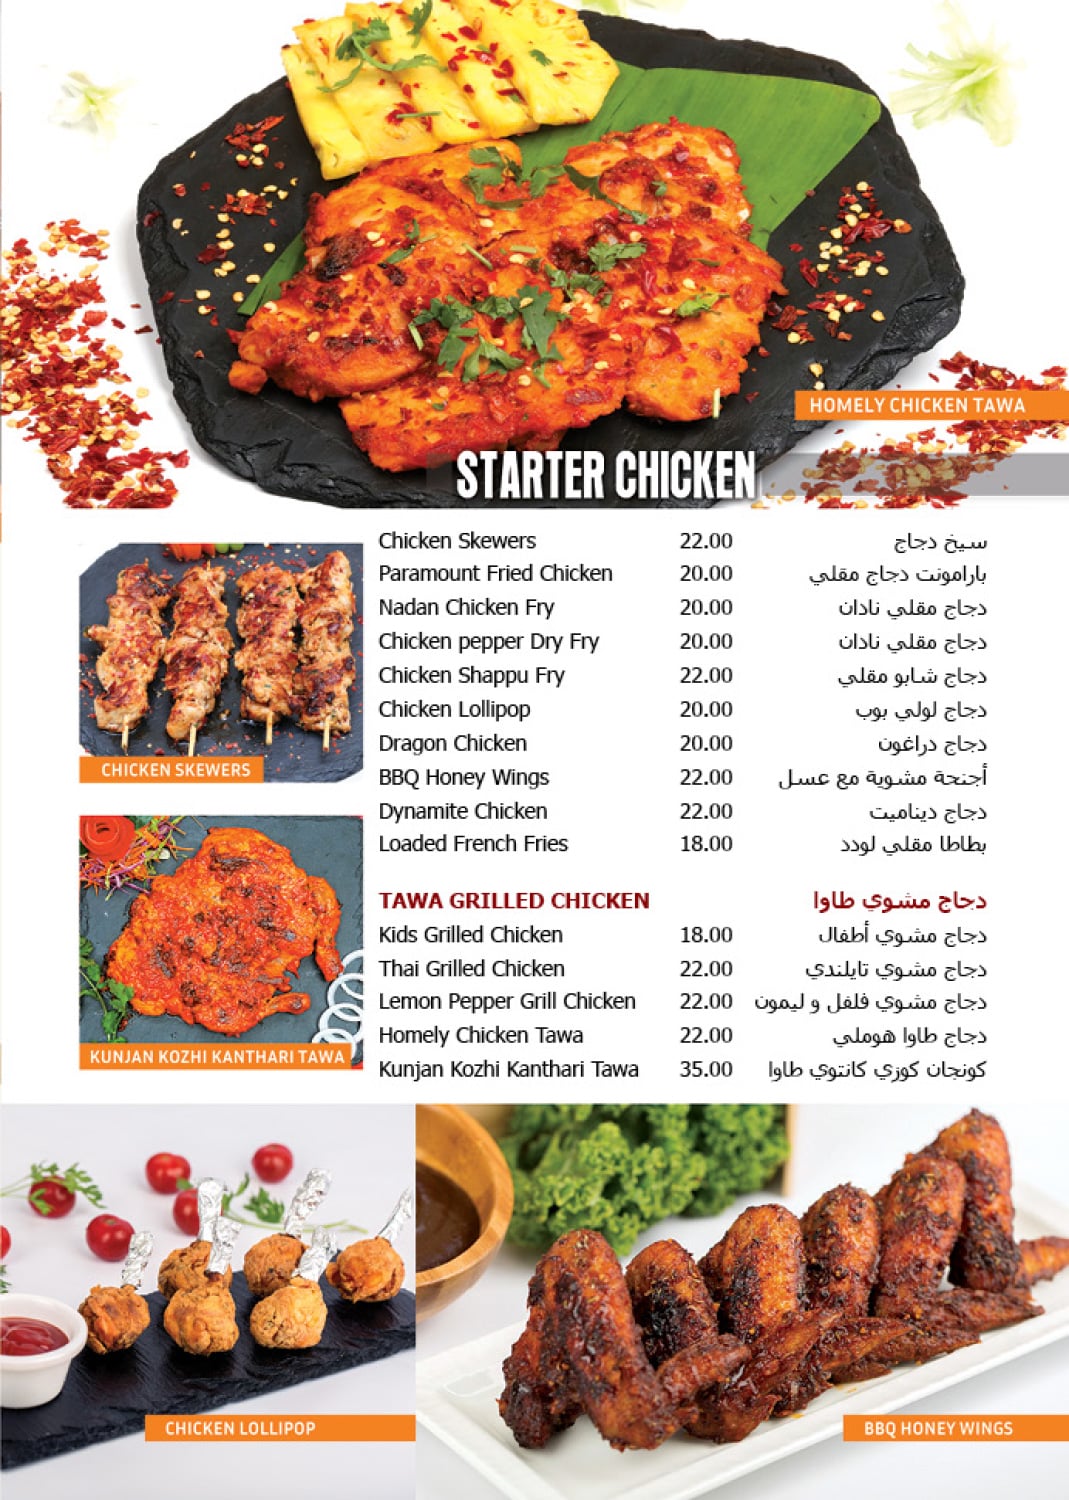 HOMELY CHICKEN TAWA
STARTER CHICKEN
Chicken Skewers 22.00 سيخ دجاج
Paramount Fried Chicken 20.00 بارامونت دجاج مقلي
Nadan Chicken Fry 20.00 دجاج مقلي نادان
Chicken pepper Dry Fry 20.00 دجاج مقلي نادان
Chicken Shappu Fry 22.00 دجاج شابو مقلي
Chicken Lollipop 20.00 دجاج لولي بوب
Dragon Chicken 20.00 دجاج دراغون
BBQ Honey Wings 22.00 أجنحة مشوية مع عسل
Dynamite Chicken 22.00 دجاج ديناميت
Loaded French Fries 18.00 بطاطا مقلي لودد
CHICKEN SKEWERS
TAWA GRILLED CHICKEN دجاج مشوي طاوا
Kids Grilled Chicken 18.00 دجاج مشوي أطفال
Thai Grilled Chicken 22.00 دجاج مشوي تايلندي
Lemon Pepper Grill Chicken 22.00 دجاج مشوي فلفل و ليمون
Homely Chicken Tawa 22.00 دجاج طاوا هوملي
Kunjan Kozhi Kanthari Tawa 35.00 كونجان كوزي كانتوي طاوا
KUNJAN KOZHI KANTHARI TAWA
CHICKEN LOLLIPOP
BBQ HONEY WINGS